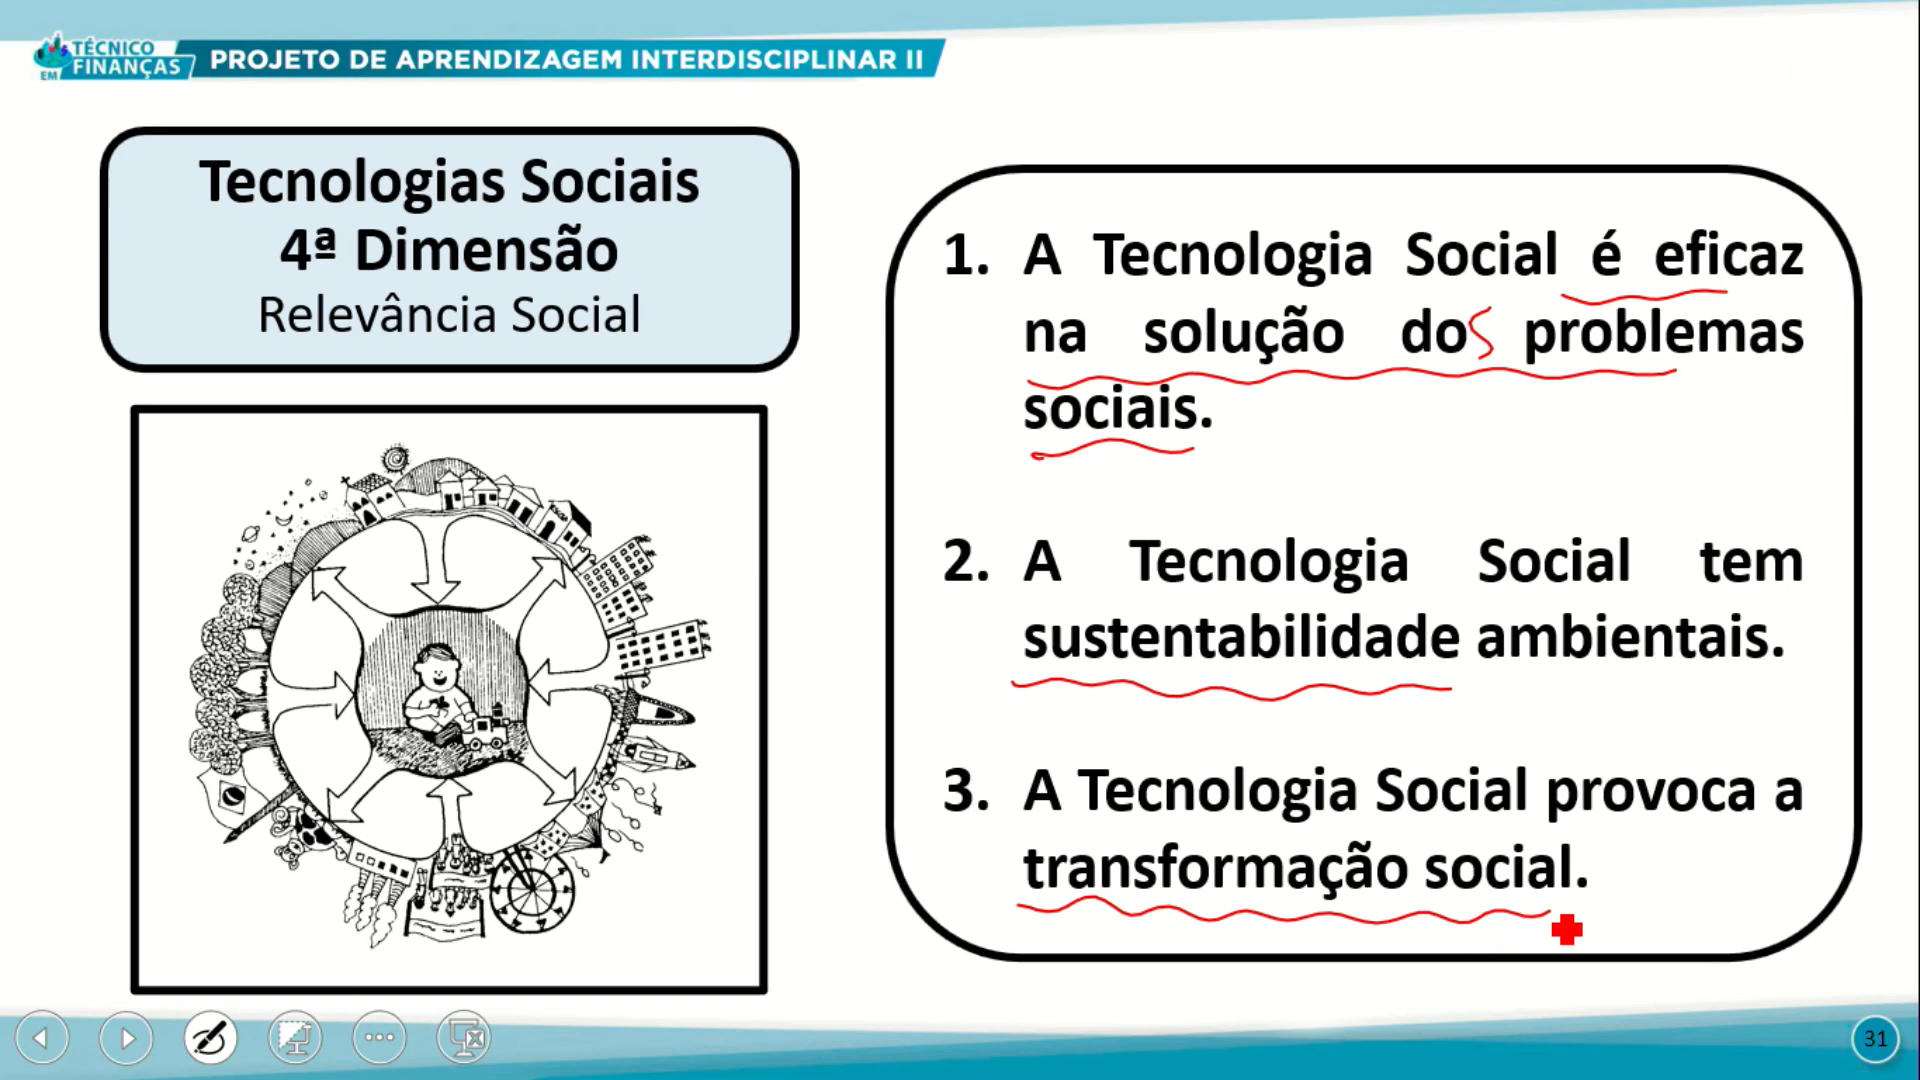 TÉCNICO
EM FINANÇAS
PROJETO DE APRENDIZAGEM INTERDISCIPLINAR II
Tecnologias Sociais
4ª Dimensão
Relevância Social
1. A Tecnologia Social é eficaz
na solução dos problemas
sociais.
2. A Tecnologia Social tem
sustentabilidade ambientais.
3. A Tecnologia Social provoca a
transformação social.
31